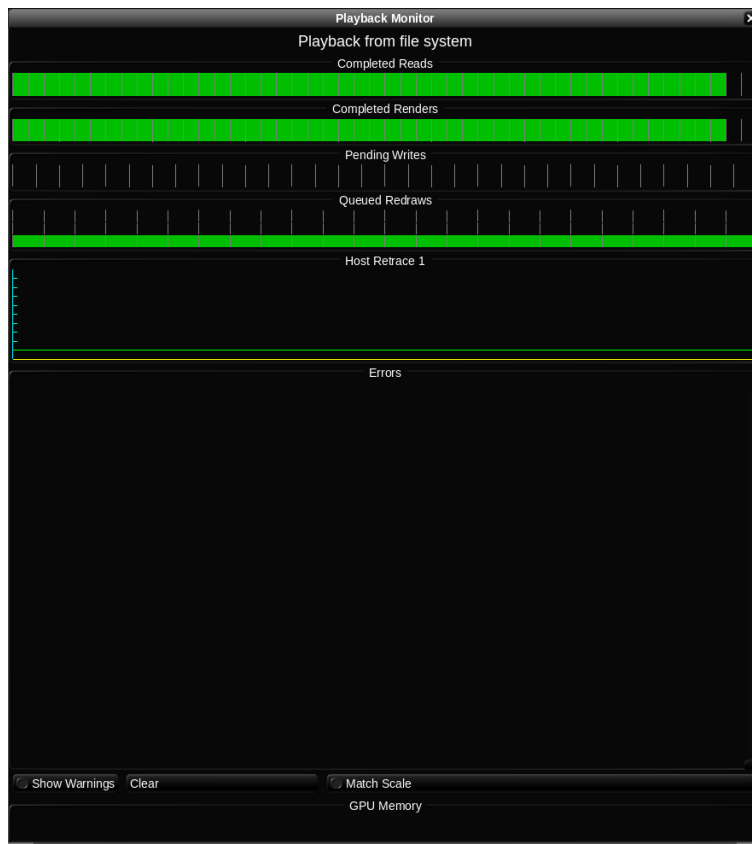 Playback Monitor
Playback from file system
Completed Reads
Completed Renders
Pending Writes
Queued Redraws
Host Retrace 1
Errors
Show Warnings Clear Match Scale
GPU Memory